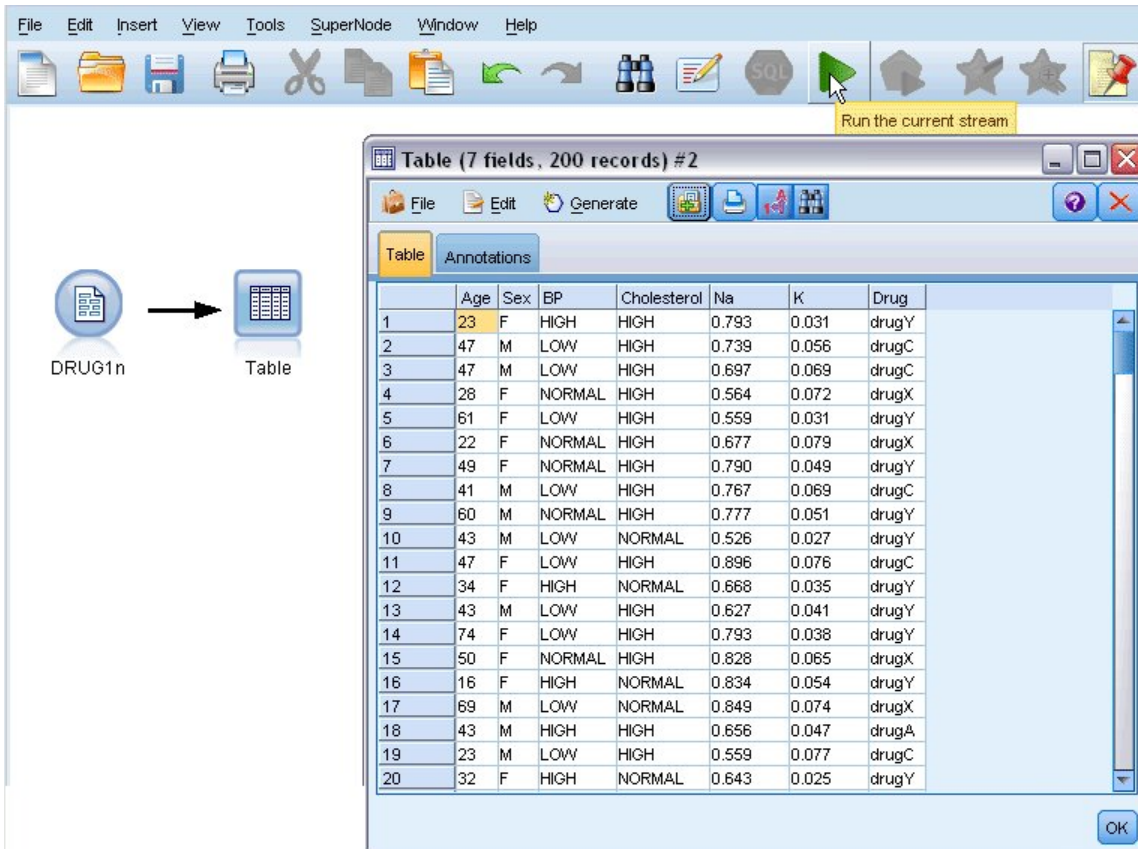 File Edit Insert View Tools SuperNode Window Help
SQL
Run the current stream
Table (7 fields, 200 records) #2
File Edit Generate
Table Annotations
DRUG1n
Table
Age Sex BP Cholesterol Na K Drug
1 23 F HIGH HIGH 0.793 0.031 drugY
2 47 M LOW HIGH 0.739 0.056 drugC
3 47 M LOW HIGH 0.697 0.069 drugC
4 28 F NORMAL HIGH 0.564 0.072 drugX
5 61 F LOW HIGH 0.559 0.031 drugY
6 22 F NORMAL HIGH 0.677 0.079 drugX
7 49 F NORMAL HIGH 0.790 0.049 drugY
8 41 M LOW HIGH 0.767 0.069 drugC
9 60 M NORMAL HIGH 0.777 0.051 drugY
10 43 M LOW NORMAL 0.526 0.027 drugY
11 47 F LOW HIGH 0.896 0.076 drugC
12 34 F HIGH NORMAL 0.668 0.035 drugY
13 43 M LOW HIGH 0.627 0.041 drugY
14 74 F LOW HIGH 0.793 0.038 drugY
15 50 F NORMAL HIGH 0.828 0.065 drugX
16 16 F HIGH NORMAL 0.834 0.054 drugY
17 69 M LOW NORMAL 0.849 0.074 drugX
18 43 M HIGH HIGH 0.656 0.047 drugA
19 23 M LOW HIGH 0.559 0.077 drugC
20 32 F HIGH NORMAL 0.643 0.025 drugY
OK